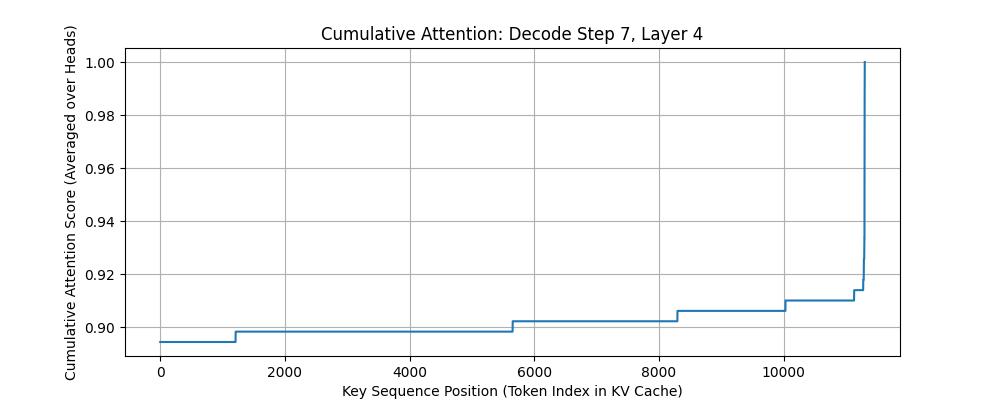 Cumulative Attention: Decode Step 7, Layer 4
Cumulative Attention Score (Averaged over Heads)
1.00
0.98
0.96
0.94
0.92
0.90
0 2000 4000 6000 8000 10000
Key Sequence Position (Token Index in KV Cache)